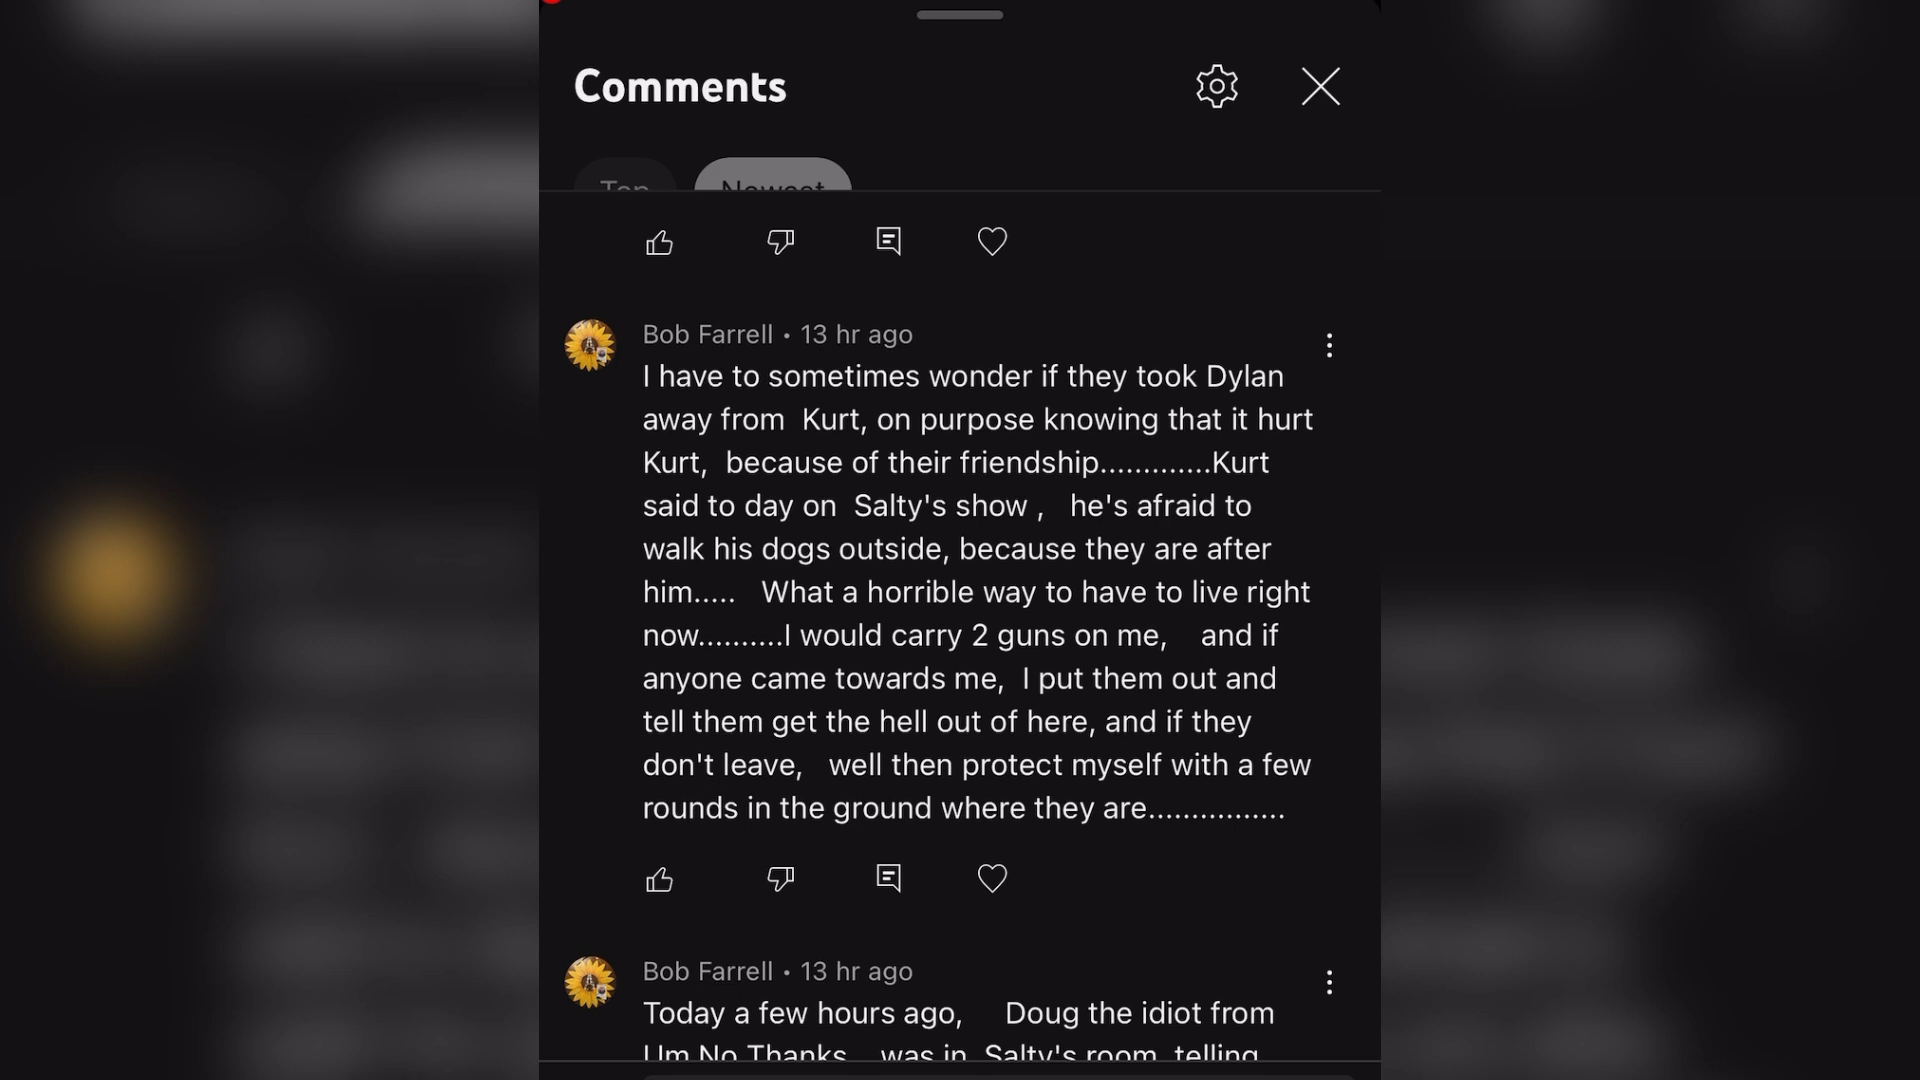 Comments
Top
Newest
Bob Farrell • 13 hr ago
I have to sometimes wonder if they took Dylan
away from  Kurt, on purpose knowing that it hurt
Kurt,  because of their friendship.............Kurt
said to day on  Salty's show ,   he's afraid to
walk his dogs outside, because they are after
him.....   What a horrible way to have to live right
now..........I would carry 2 guns on me,    and if
anyone came towards me,  I put them out and
tell them get the hell out of here, and if they
don't leave,   well then protect myself with a few
rounds in the ground where they are................
Bob Farrell • 13 hr ago
Today a few hours ago,     Doug the idiot from
Um No Thanks    was in  Salty's room  telling